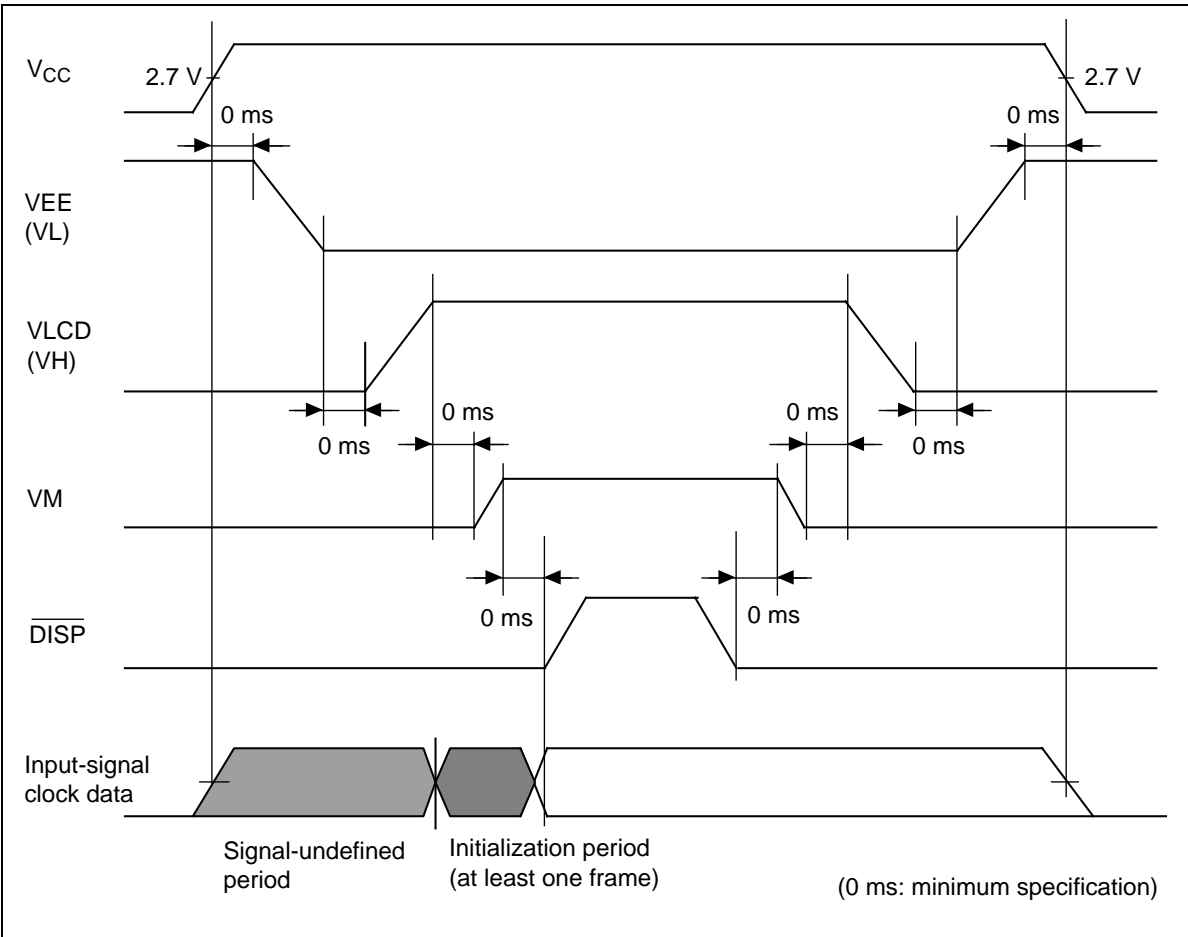 VCC
2.7 V
2.7 V
0 ms
0 ms
VEE
(VL)
VLCD
(VH)
0 ms
0 ms
0 ms
0 ms
VM
0 ms
0 ms
DISP
Input-signal
clock data
Signal-undefined
period
Initialization period
(at least one frame)
(0 ms: minimum specification)